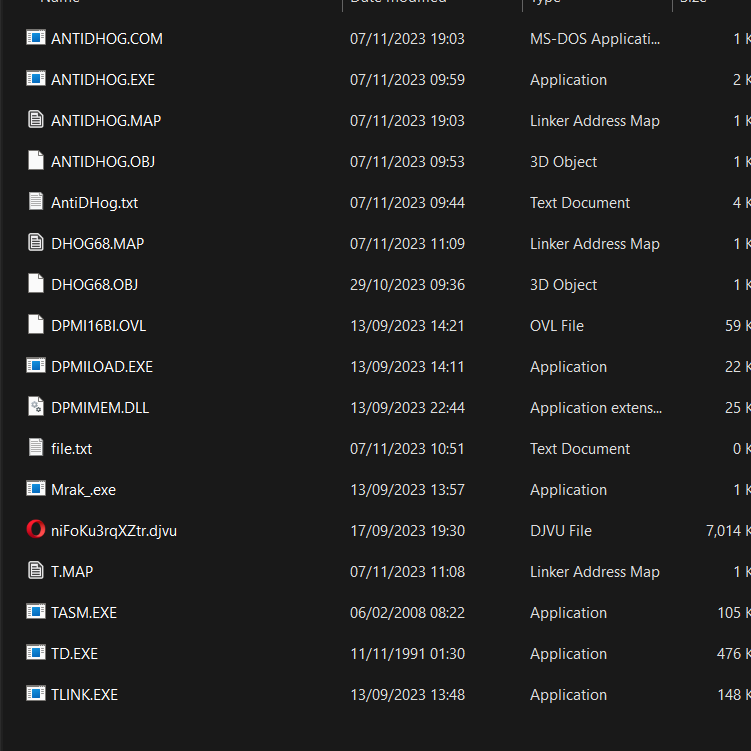 Name Date modified Type Size
ANTIDHOG.COM 07/11/2023 19:03 MS-DOS Applicati... 1 K
ANTIDHOG.EXE 07/11/2023 09:59 Application 2 K
ANTIDHOG.MAP 07/11/2023 19:03 Linker Address Map 1 K
ANTIDHOG.OBJ 07/11/2023 09:53 3D Object 1 K
AntiDHog.txt 07/11/2023 09:44 Text Document 4 K
DHOG68.MAP 07/11/2023 11:09 Linker Address Map 1 K
DHOG68.OBJ 29/10/2023 09:36 3D Object 1 K
DPMI16BI.OVL 13/09/2023 14:21 OVL File 59 K
DPMILOAD.EXE 13/09/2023 14:11 Application 22 K
DPMIMEM.DLL 13/09/2023 22:44 Application extens... 25 K
file.txt 07/11/2023 10:51 Text Document 0 K
Mrak_.exe 13/09/2023 13:57 Application 1 K
niFoKu3rqXZtr.djvu 17/09/2023 19:30 DJVU File 7,014 K
T.MAP 07/11/2023 11:08 Linker Address Map 1 K
TASM.EXE 06/02/2008 08:22 Application 105 K
TD.EXE 11/11/1991 01:30 Application 476 K
TLINK.EXE 13/09/2023 13:48 Application 148 K